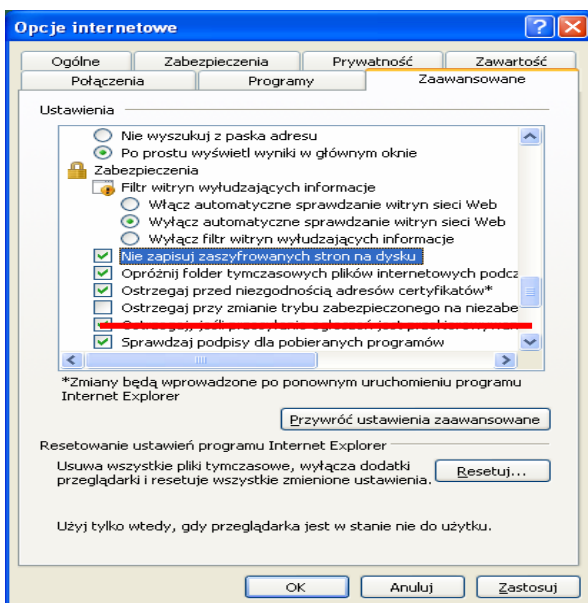 Opcje internetowe
Ogólne Zabezpieczenia Prywatność Zawartość
Połączenia Programy Zaawansowane
Ustawienia
Nie wyszukuj z paska adresu
Po prostu wyświetl wyniki w głównym oknie
Zabezpieczenia
Filtr witryn wyłudzających informacje
Włącz automatyczne sprawdzanie witryn sieci Web
Wyłącz automatyczne sprawdzanie witryn sieci Web
Wyłącz filtr witryn wyłudzających informacje
Nie zapisuj zaszyfrowanych stron na dysku
Opróżnij folder tymczasowych plików internetowych podcz
Ostrzegaj przed niezgodnością adresów certyfikatów*
Ostrzegaj przy zmianie trybu zabezpieczonego na niezabe
Sprawdzaj podpisy dla pobieranych programów
*Zmiany będą wprowadzone po ponownym uruchomieniu programu
Internet Explorer
Przywróć ustawienia zaawansowane
Resetowanie ustawień programu Internet Explorer
Usuwa wszystkie pliki tymczasowe, wyłącza dodatki
przeglądarki i resetuje wszystkie zmienione ustawienia.
Resetuj...
Użyj tylko wtedy, gdy przeglądarka jest w stanie nie do użytku.
OK Anuluj Zastosuj